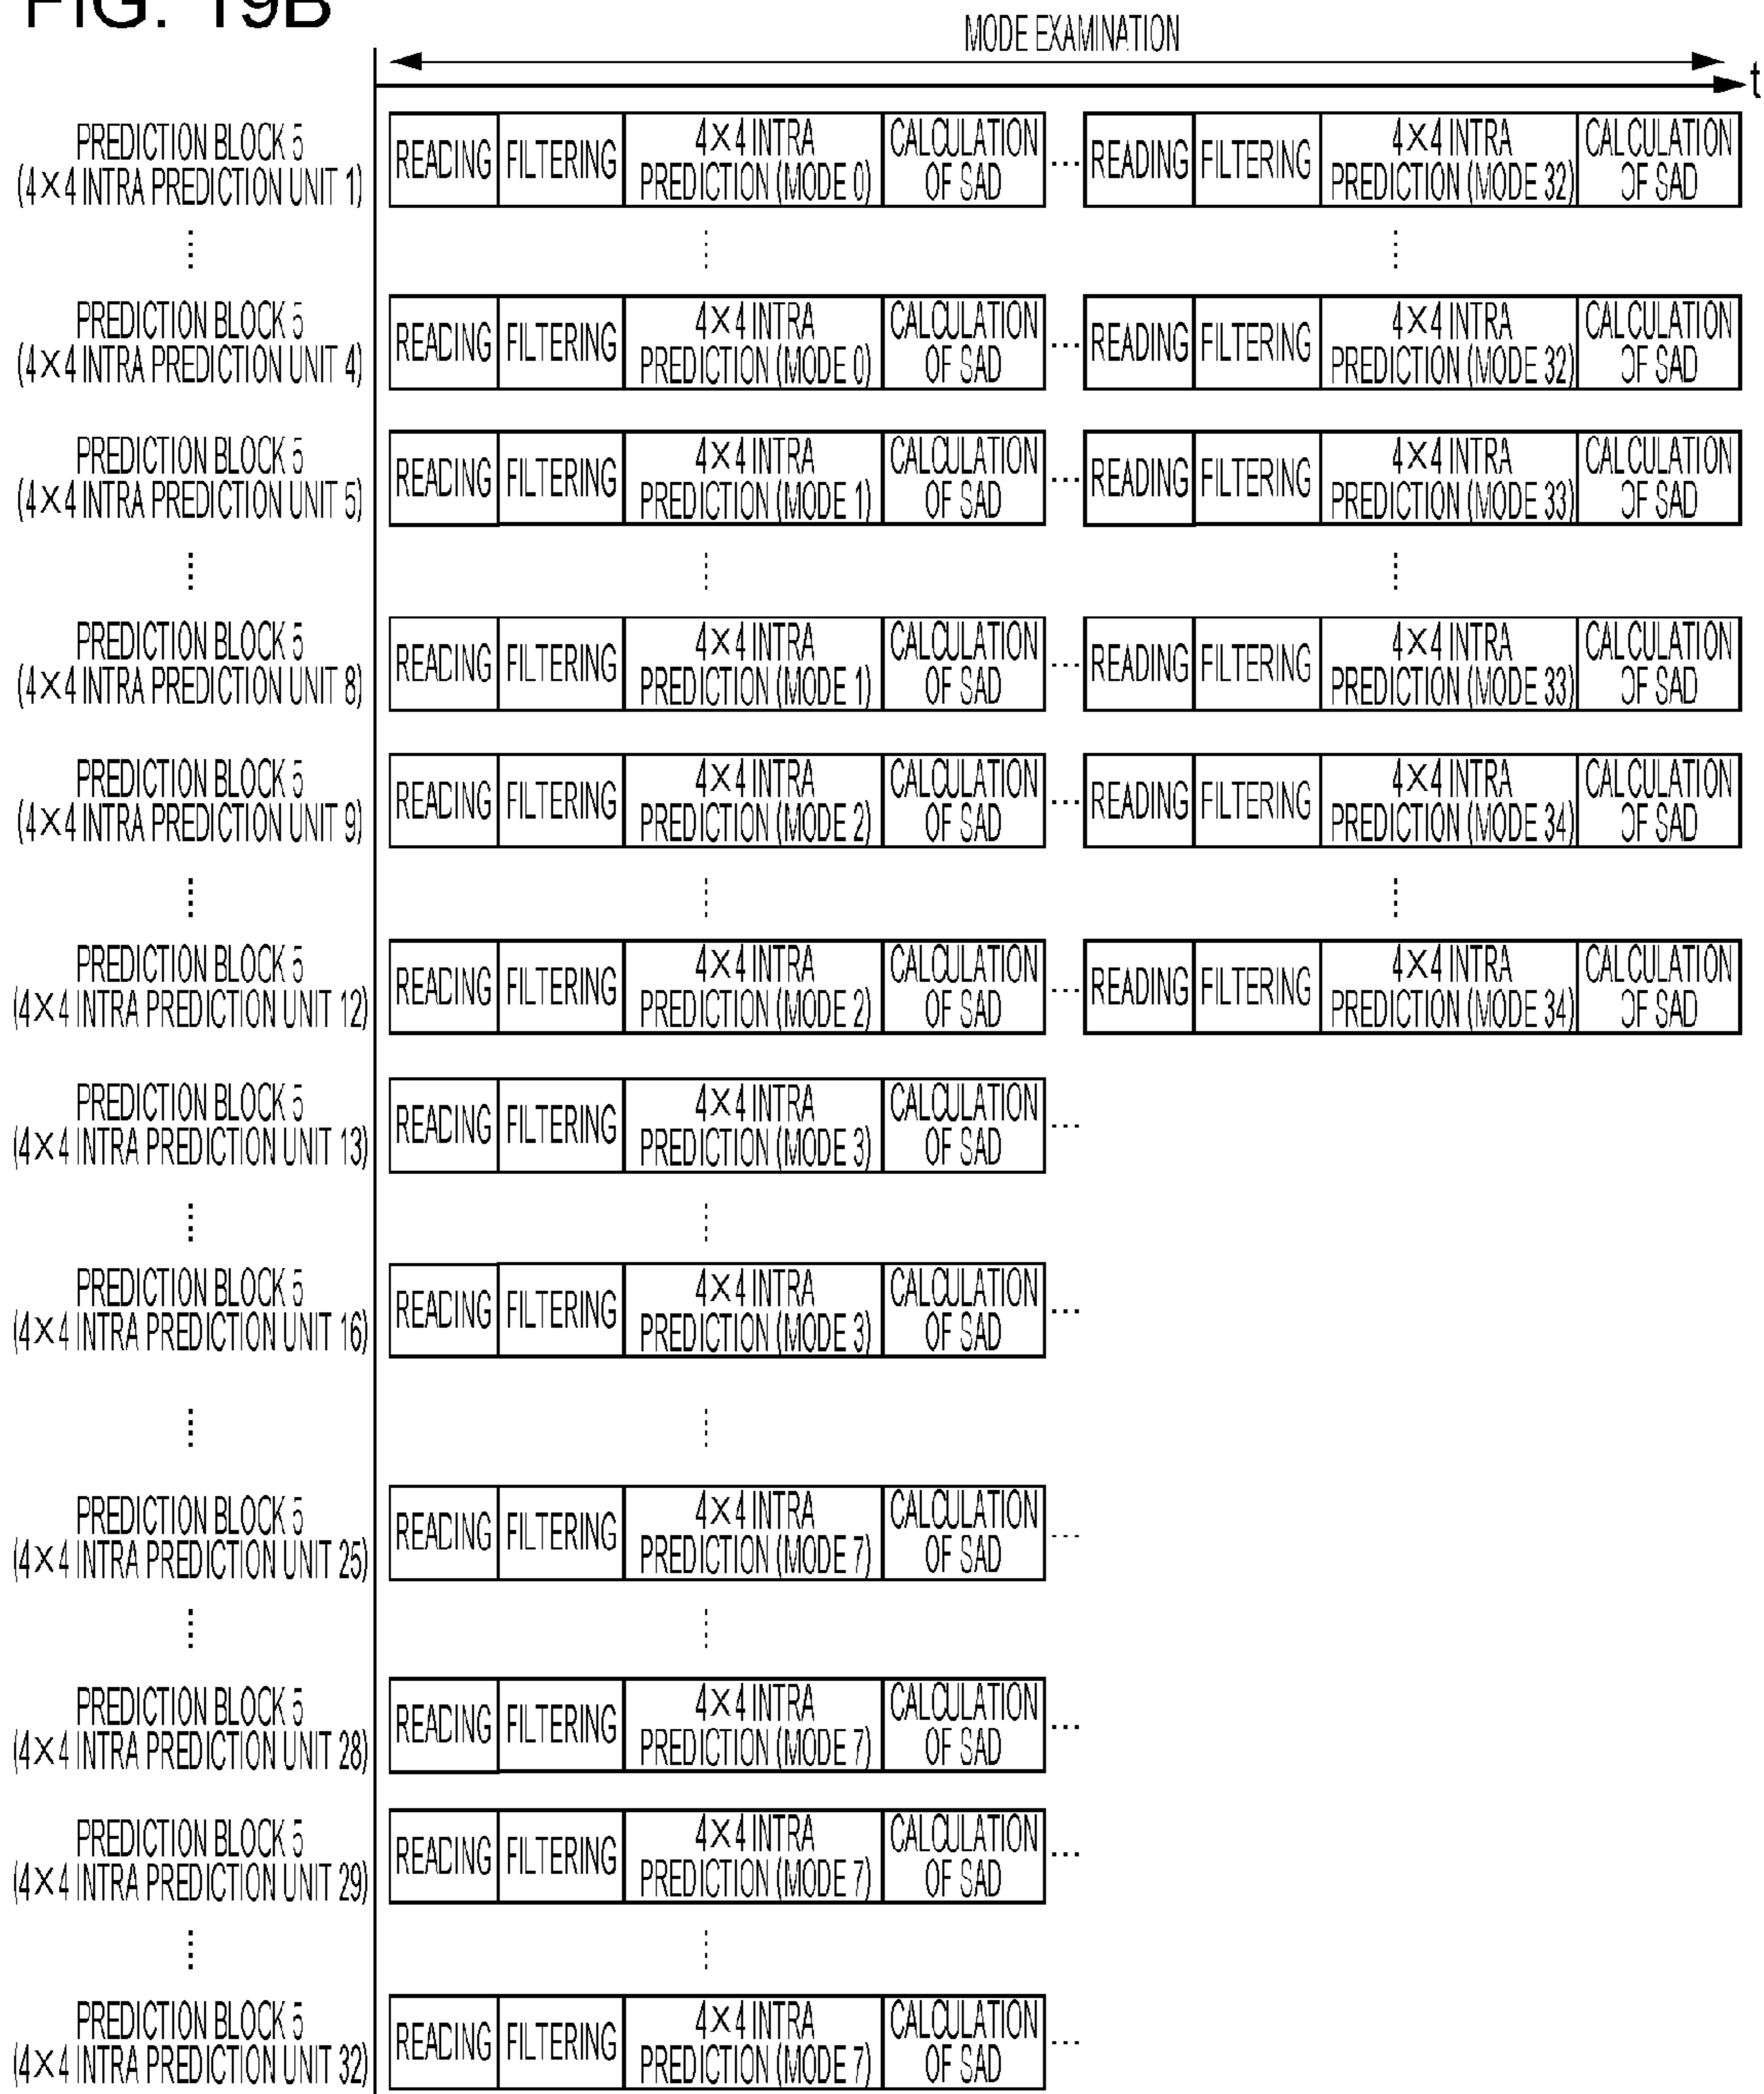 FIG. 19B
MODE EXAMINATION
t
PREDICTION BLOCK 5
(4×4 INTRA PREDICTION UNIT 1)
READING
FILTERING
4×4 INTRA
PREDICTION (MODE 0)
CALCULATION
OF SAD
...
READING
FILTERING
4×4 INTRA
PREDICTION (MODE 32)
CALCULATION
OF SAD
PREDICTION BLOCK 5
(4×4 INTRA PREDICTION UNIT 4)
READING
FILTERING
4×4 INTRA
PREDICTION (MODE 0)
CALCULATION
OF SAD
...
READING
FILTERING
4×4 INTRA
PREDICTION (MODE 32)
CALCULATION
OF SAD
PREDICTION BLOCK 5
(4×4 INTRA PREDICTION UNIT 5)
READING
FILTERING
4×4 INTRA
PREDICTION (MODE 1)
CALCULATION
OF SAD
...
READING
FILTERING
4×4 INTRA
PREDICTION (MODE 33)
CALCULATION
OF SAD
PREDICTION BLOCK 5
(4×4 INTRA PREDICTION UNIT 8)
READING
FILTERING
4×4 INTRA
PREDICTION (MODE 1)
CALCULATION
OF SAD
...
READING
FILTERING
4×4 INTRA
PREDICTION (MODE 33)
CALCULATION
OF SAD
PREDICTION BLOCK 5
(4×4 INTRA PREDICTION UNIT 9)
READING
FILTERING
4×4 INTRA
PREDICTION (MODE 2)
CALCULATION
OF SAD
...
READING
FILTERING
4×4 INTRA
PREDICTION (MODE 34)
CALCULATION
OF SAD
PREDICTION BLOCK 5
(4×4 INTRA PREDICTION UNIT 12)
READING
FILTERING
4×4 INTRA
PREDICTION (MODE 2)
CALCULATION
OF SAD
...
READING
FILTERING
4×4 INTRA
PREDICTION (MODE 34)
CALCULATION
OF SAD
PREDICTION BLOCK 5
(4×4 INTRA PREDICTION UNIT 13)
READING
FILTERING
4×4 INTRA
PREDICTION (MODE 3)
CALCULATION
OF SAD
...
PREDICTION BLOCK 5
(4×4 INTRA PREDICTION UNIT 16)
READING
FILTERING
4×4 INTRA
PREDICTION (MODE 3)
CALCULATION
OF SAD
...
PREDICTION BLOCK 5
(4×4 INTRA PREDICTION UNIT 25)
READING
FILTERING
4×4 INTRA
PREDICTION (MODE 7)
CALCULATION
OF SAD
...
PREDICTION BLOCK 5
(4×4 INTRA PREDICTION UNIT 28)
READING
FILTERING
4×4 INTRA
PREDICTION (MODE 7)
CALCULATION
OF SAD
...
PREDICTION BLOCK 5
(4×4 INTRA PREDICTION UNIT 29)
READING
FILTERING
4×4 INTRA
PREDICTION (MODE 7)
CALCULATION
OF SAD
...
PREDICTION BLOCK 5
(4×4 INTRA PREDICTION UNIT 32)
READING
FILTERING
4×4 INTRA
PREDICTION (MODE 7)
CALCULATION
OF SAD
...